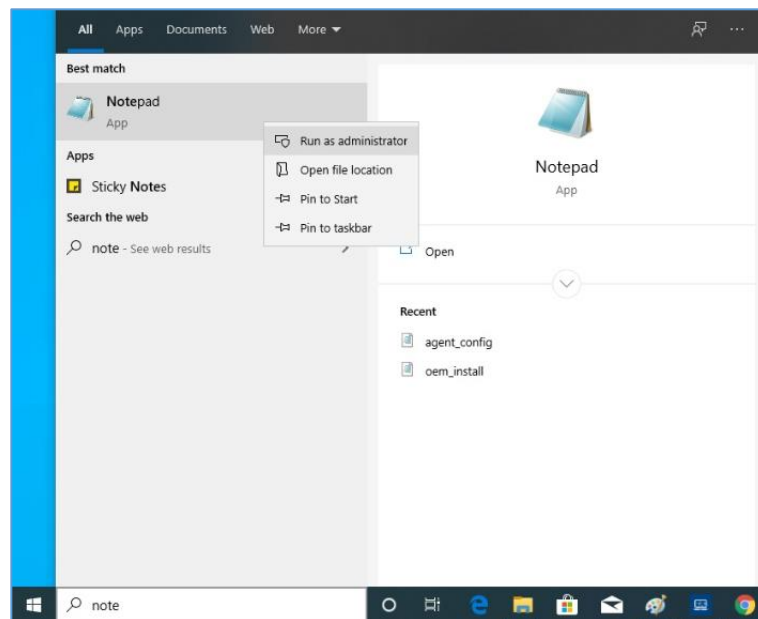 All Apps Documents Web More
Best match
Notepad
App
Run as administrator
Open file location
Pin to Start
Pin to taskbar
Apps
Sticky Notes
Search the web
note - See web results
Notepad
App
Open
Recent
agent_config
oem_install
note